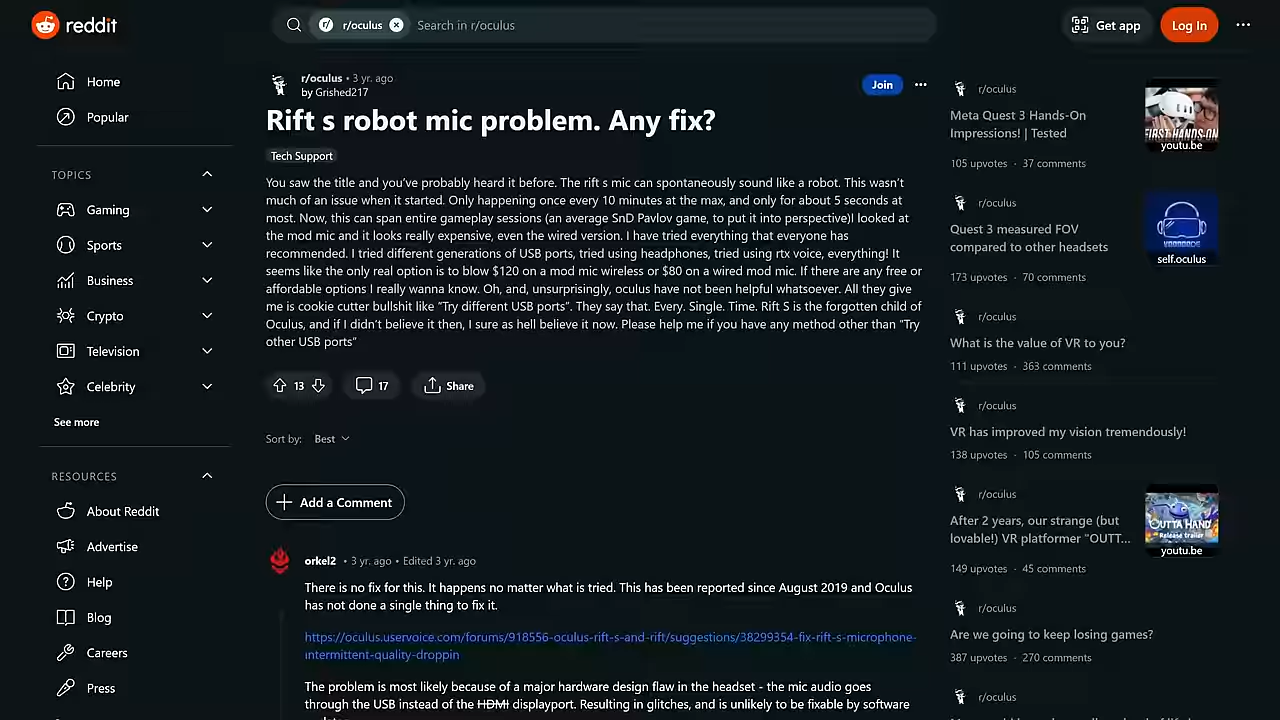 reddit
r/oculus
Search in r/oculus
Get app
Log In
Home
Popular
TOPICS
Gaming
Sports
Business
Crypto
Television
Celebrity
See more
RESOURCES
About Reddit
Advertise
Help
Blog
Careers
Press
r/oculus • 3 yr. ago
by Grished217
Join
Rift s robot mic problem. Any fix?
Tech Support
You saw the title and you've probably heard it before. The rift s mic can spontaneously sound like a robot. This wasn't
much of an issue when it started. Only happening once every 10 minutes at the max, and only for about 5 seconds at
most. Now, this can span entire gameplay sessions (an average SnD Pavlov game, to put it into perspective)I looked at
the mod mic and it looks really expensive, even the wired version. I have tried everything that everyone has
recommended. I tried different generations of USB ports, tried using headphones, tried using rtx voice, everything! It
seems like the only real option is to blow $120 on a mod mic wireless or $80 on a wired mod mic. If there are any free or
affordable options I really wanna know. Oh, and, unsurprisingly, oculus have not been helpful whatsoever. All they give
me is cookie cutter bullshit like "Try different USB ports". They say that. Every. Single. Time. Rift S is the forgotten child of
Oculus, and if I didn't believe it then, I sure as hell believe it now. Please help me if you have any method other than "Try
other USB ports"
13
17
Share
Sort by: Best
Add a Comment
orkel2 • 3 yr. ago • Edited 3 yr. ago
There is no fix for this. It happens no matter what is tried. This has been reported since August 2019 and Oculus
has not done a single thing to fix it.
https://oculus.uservoice.com/forums/918556-oculus-rift-s-and-rift/suggestions/38299354-fix-rift-s-microphone-
intermittent-quality-droppin
The problem is most likely because of a major hardware design flaw in the headset - the mic audio goes
through the USB instead of the HDMI displayport. Resulting in glitches, and is unlikely to be fixable by software
r/oculus
Meta Quest 3 Hands-On
Impressions! | Tested
FIRST HANDS-ON
youtu.be
105 upvotes · 37 comments
r/oculus
Quest 3 measured FOV
compared to other headsets
self.oculus
173 upvotes · 70 comments
r/oculus
What is the value of VR to you?
111 upvotes · 363 comments
r/oculus
VR has improved my vision tremendously!
138 upvotes · 105 comments
r/oculus
After 2 years, our strange (but
lovable!) VR platformer "OUTT...
OUTTA HAND
Release trailer
youtu.be
149 upvotes · 45 comments
r/oculus
Are we going to keep losing games?
387 upvotes · 270 comments
r/oculus